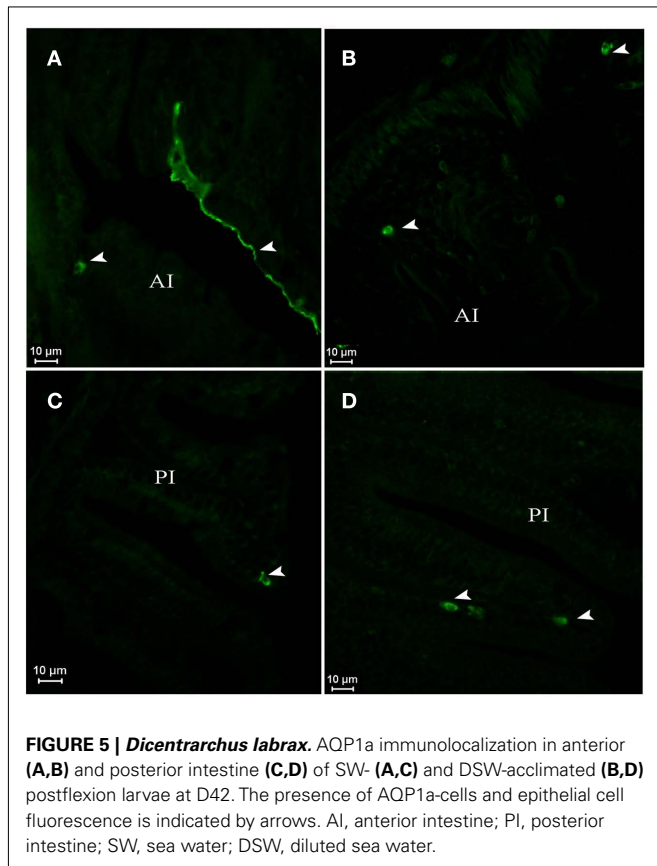 A
B
AI
AI
10 µm
10 µm
C
D
PI
PI
10 µm
10 µm
FIGURE 5 | Dicentrarchus labrax. AQP1a immunolocalization in anterior
(A,B) and posterior intestine (C,D) of SW- (A,C) and DSW-acclimated (B,D)
postflexion larvae at D42. The presence of AQP1a-cells and epithelial cell
fluorescence is indicated by arrows. AI, anterior intestine; PI, posterior
intestine; SW, sea water; DSW, diluted sea water.